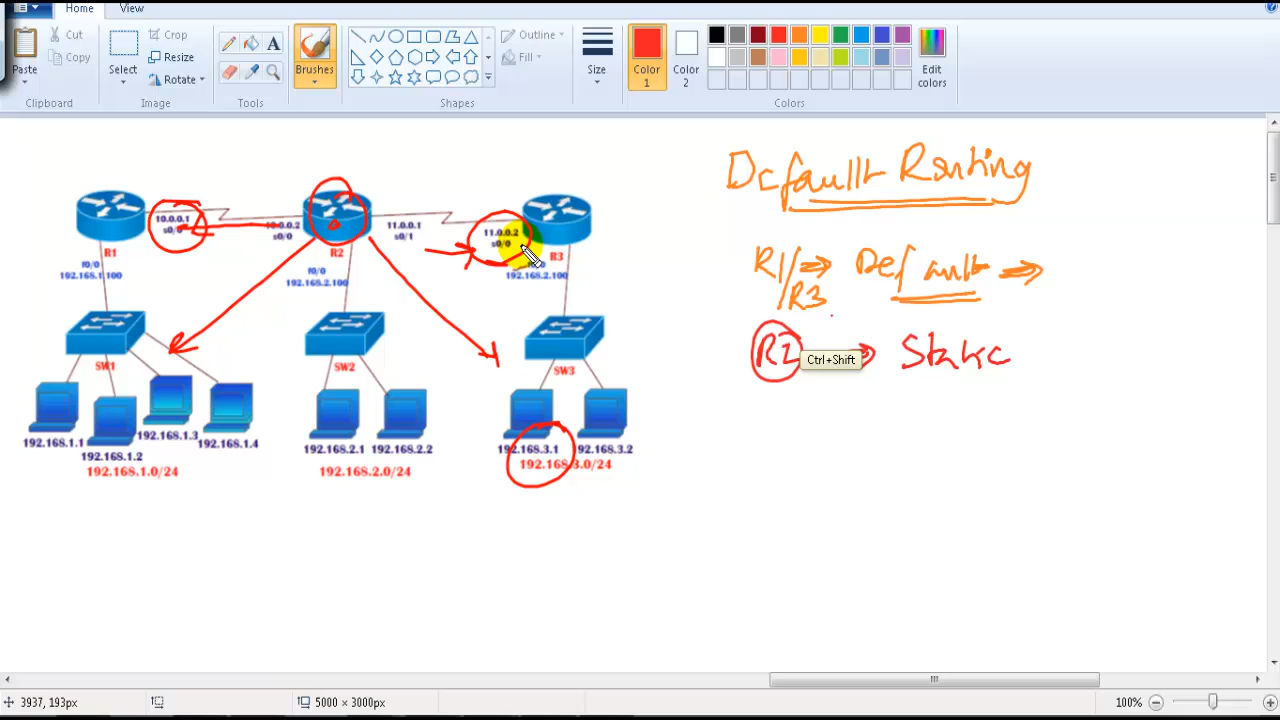 Home
View
Cut
Copy
Paste
Clipboard
Select
Crop
Resize
Rotate
Image
Tools
Brushes
Shapes
Outline
Fill
Size
Color
1
Color
2
Edit
colors
Colors
Default Routing
R1/R3 Default
R2 Static
Ctrl+Shift
10.0.0.1
s0/0
10.0.0.2
s0/0
11.0.0.1
s0/1
11.0.0.2
s0/0
R1
R2
R3
f0/0
192.168.1.100
f0/0
192.168.2.100
f0/0
192.168.2.100
SW1
SW2
SW3
192.168.1.1
192.168.1.2
192.168.1.3
192.168.1.4
192.168.1.0/24
192.168.2.1
192.168.2.2
192.168.2.0/24
192.168.3.1
192.168.3.2
192.168.3.0/24
3937, 193px
5000 × 3000px
100%